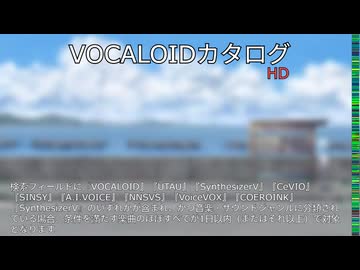 VOCALOIDカタログ
HD
検索フィールドに『VOCALOID』『UTAU』『SynthesizerV』『CeVIO』
『SINSY』『A.I.VOICE』『NNSVS』『VoiceVOX』『COEROINK』
『SynthesizerV』のいずれかが含まれ、かつ音楽・サウンドジャンルに分類され
ている場合、条件を満たす楽曲のほぼすべてが1日以内（またはそれ以上）で対象
となります